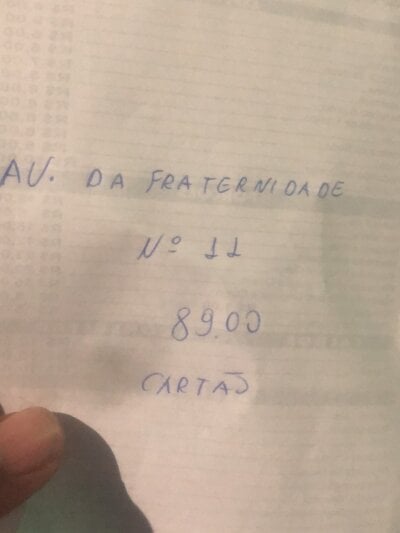 AV. DA FRATERNIDADE
Nº 11
89.00
CARTÃO